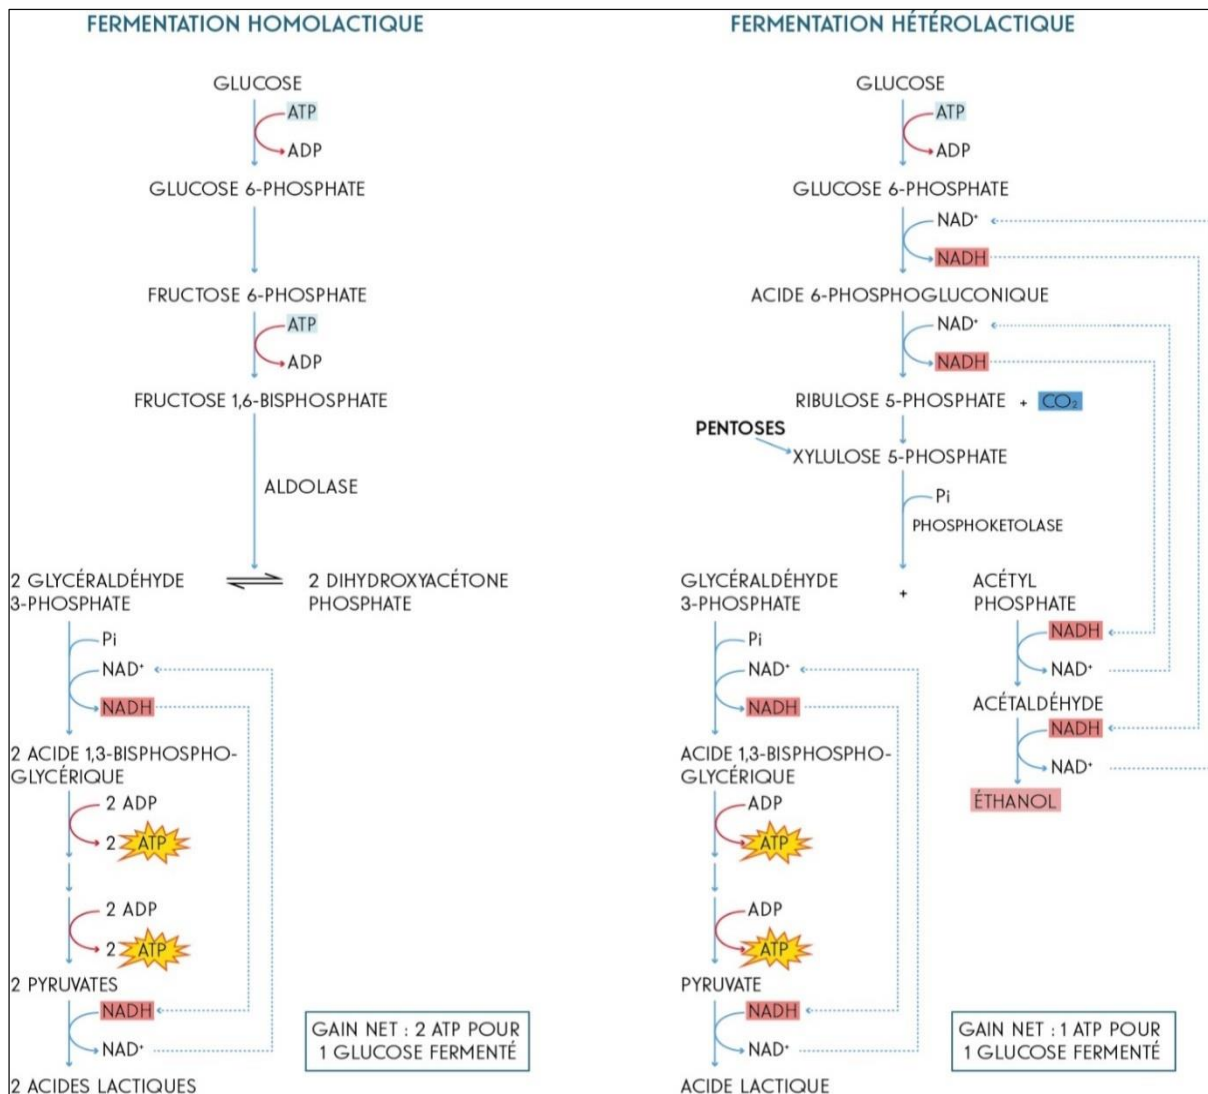 FERMENTATION HOMOLACTIQUE
GLUCOSE
ATP
ADP
GLUCOSE 6-PHOSPHATE
FRUCTOSE 6-PHOSPHATE
ATP
ADP
FRUCTOSE 1,6-BISPHOSPHATE
ALDOLASE
2 GLYCÉRALDÉHYDE
3-PHOSPHATE
2 DIHYDROXYACÉTONE
PHOSPHATE
Pi
NAD⁺
NADH
2 ACIDE 1,3-BISPHOSPHO-
GLYCÉRIQUE
2 ADP
2 ATP
2 ADP
2 ATP
2 PYRUVATES
NADH
NAD⁺
2 ACIDES LACTIQUES
GAIN NET : 2 ATP POUR
1 GLUCOSE FERMENTÉ
FERMENTATION HÉTÉROLACTIQUE
GLUCOSE
ATP
ADP
GLUCOSE 6-PHOSPHATE
NAD⁺
NADH
ACIDE 6-PHOSPHOGLUCONIQUE
NAD⁺
NADH
RIBULOSE 5-PHOSPHATE + CO₂
PENTOSES
XYLULOSE 5-PHOSPHATE
Pi
PHOSPHOKETOLASE
GLYCÉRALDÉHYDE
3-PHOSPHATE
+
ACÉTYL
PHOSPHATE
Pi
NAD⁺
NADH
ACIDE 1,3-BISPHOSPHO-
GLYCÉRIQUE
ADP
ATP
ADP
ATP
PYRUVATE
NADH
NAD⁺
ACIDE LACTIQUE
NADH
NAD⁺
ACÉTALDÉHYDE
NADH
NAD⁺
ÉTHANOL
GAIN NET : 1 ATP POUR
1 GLUCOSE FERMENTÉ